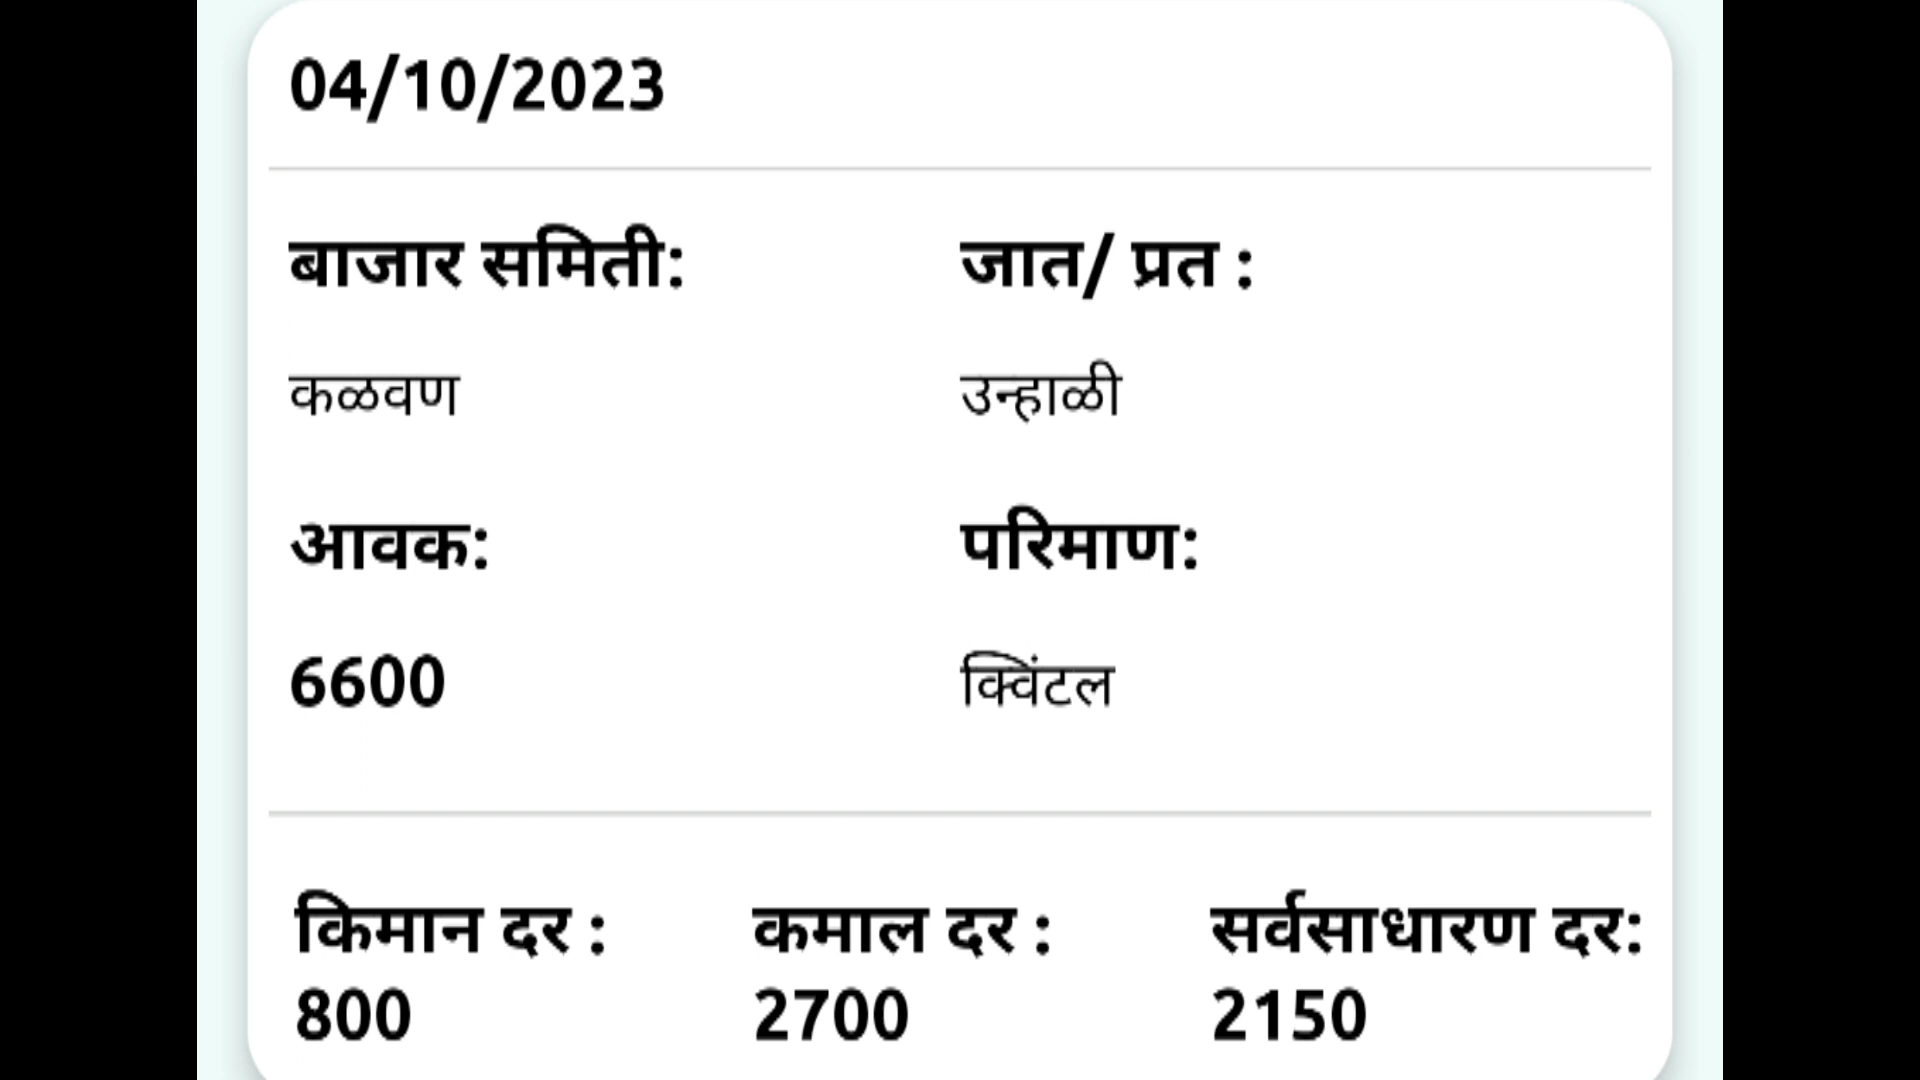 04/10/2023
बाजार समिती: जात/ प्रत :
कळवण उन्हाळी
आवक: परिमाण:
6600 क्विंटल
किमान दर : कमाल दर : सर्वसाधारण दर:
800 2700 2150